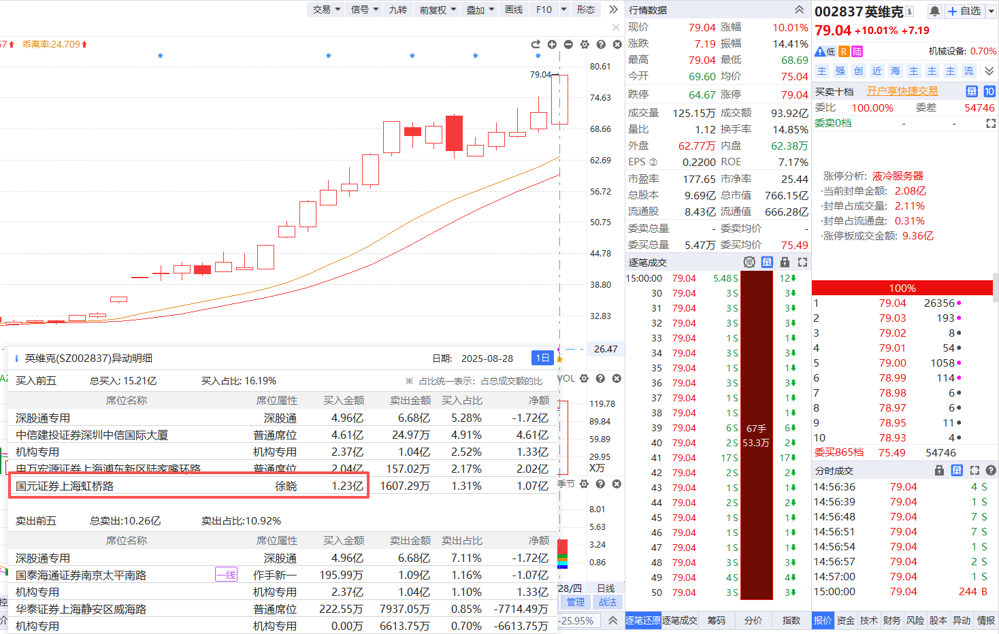 交易 信号 九转 前复权 叠加 画线 F10 形态
57 乖离率:24.709
79.04
80.61
74.63
68.66
62.69
56.72
50.75
44.78
38.80
32.83
26.47
VOL
119.78
89.84
59.89
29.95
X万
季节
8.01
5.63
3.24
0.86
/28/四 日线
管理 战法
-25.95%
英维克(SZ002837)异动明细 日期: 2025-08-28 1日
买入前五 总买入: 15.21亿 买入占比: 16.19% ※ 占比统一表示: 占总成交额的比
席位名称 席位属性 买入金额 卖出金额 买入占比 净额
深股通专用 深股通 4.96亿 6.68亿 5.28% -1.72亿
中信建投证券深圳中信国际大厦 普通席位 4.61亿 24.97万 4.91% 4.61亿
机构专用 机构专用 2.37亿 1.04亿 2.52% 1.33亿
申万宏源证券上海浦东新区陆家嘴环路 普通席位 2.04亿 157.02万 2.17% 2.02亿
国元证券上海虹桥路 徐晓 1.23亿 1607.29万 1.31% 1.07亿
卖出前五 总卖出:10.26亿 卖出占比:10.92%
席位名称 席位属性 买入金额 卖出金额 卖出占比 净额
深股通专用 深股通 4.96亿 6.68亿 7.11% -1.72亿
国泰海通证券南京太平南路 一线 作手新一 195.99万 1.09亿 1.16% -1.07亿
机构专用 机构专用 2.37亿 1.04亿 1.10% 1.33亿
华泰证券上海静安区威海路 普通席位 222.55万 7937.05万 0.85% -7714.49万
机构专用 机构专用 0.00万 6613.75万 0.70% -6613.75万
行情数据
现价 79.04 涨幅 10.01%
涨跌 7.19 振幅 14.41%
最高 79.04 最低 68.69
今开 69.60 均价 75.04
跌停 64.67 涨停 79.04
成交量 125.15万 成交额 93.92亿
量比 1.12 换手率 14.85%
外盘 62.77万 内盘 62.38万
EPS ② 0.2200 ROE 7.17%
市盈率 177.65 市净率 25.44
总股本 9.69亿 总市值 766.15亿
流通股 8.43亿 流通值 666.28亿
委卖总量 - 委卖均价 -
委买总量 5.47万 委买均价 75.49
逐笔成交 单 量
15:00:00 79.04 5.48 S 12
30 79.04 3 S 3
31 79.04 3 S 3
32 79.04 3 S 3
33 79.04 1 S 1
34 79.04 3 S 3
35 79.04 1 S 1
36 79.04 3 S 3
37 79.04 1 S 1
38 79.04 1 S 1
39 79.04 6 S 67手 6
40 79.04 2 S 53.3万 2
41 79.04 17 S 17
42 79.04 2 S 2
43 79.04 1 S 1
44 79.04 2 S 2
45 79.04 1 S 1
46 79.04 1 S 1
47 79.04 1 S 1
48 79.04 3 S 3
49 79.04 4 S 4
50 79.04 3 S 3
逐笔还原 逐笔成交 筹码 分价 指数
002837 英维克 自选
79.04 +10.01% +7.19
低 R 陆 机械设备: 0.70%
主 强 创 近 海 主 主 主 流
买卖十档 开户享快捷交易 量 10
委比 100.00% 委差 54746
委卖0档 - -
涨停分析: 液冷服务器
·当前封单金额: 2.08亿
·封单占成交量: 2.11%
·封单占流通盘: 0.31%
·涨停板成交金额: 9.36亿
100%
1 79.04 26356
2 79.03 193
3 79.02 8
4 79.01 54
5 79.00 1058
6 78.99 114
7 78.98 6
8 78.97 6
9 78.95 11
10 78.93 4
委买865档 75.49 54746
分时成交 量
14:56:36 79.04 4 S
14:56:39 79.04 1 S
14:56:48 79.04 7 S
14:56:51 79.04 7 S
14:56:54 79.04 1 S
14:56:57 79.04 2 S
14:57:00 79.04 1 S
15:00:00 79.04 244 B
报价 资金 技术 财务 风险 股本 异动 情报